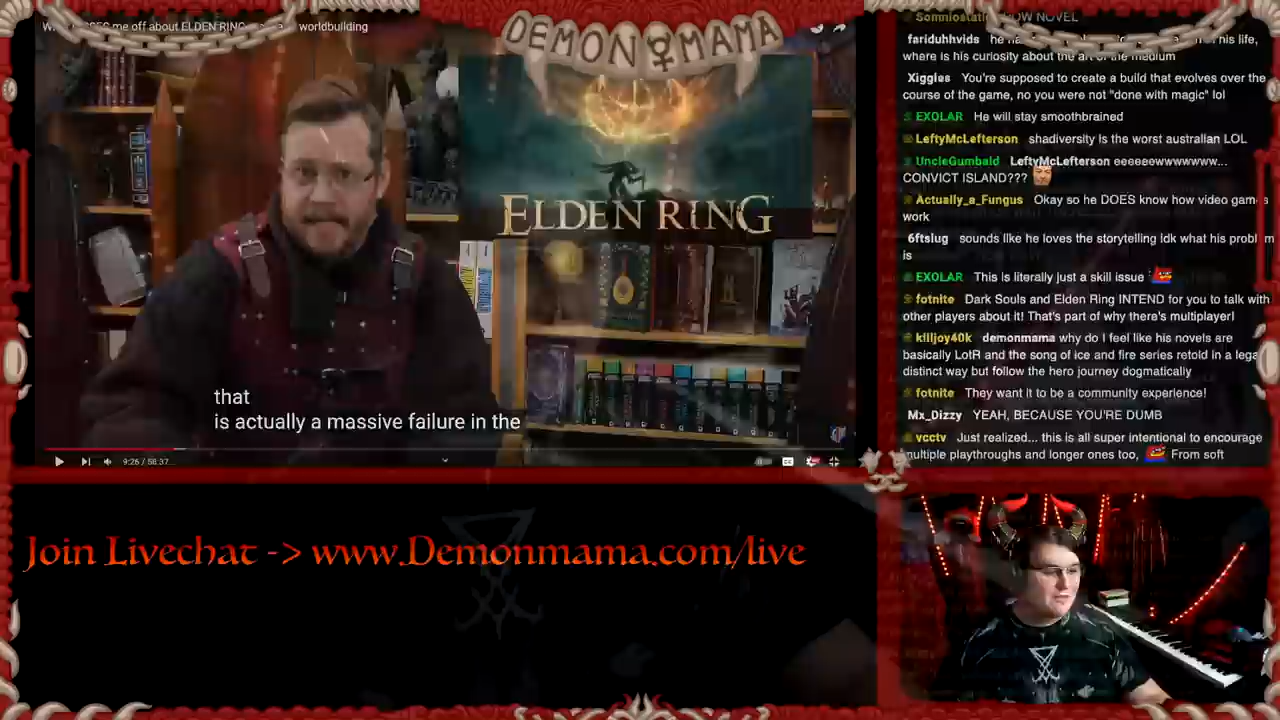 me off about ELDEN RING
worldbuilding
DEMON MAMA
ELDEN RING
that
is actually a massive failure in the
9:26 / 58:37
Join Livechat -> www.Demonmama.com/live
NOW NOVEL
fariduhhvids he his life,
where is his curiosity about the art of the medium
Xiggles You're supposed to create a build that evolves over the
course of the game, no you were not "done with magic" lol
EXOLAR He will stay smoothbrained
LeftyMcLefterson shadiversity is the worst australian LOL
UncleGumbald LeftyMcLefterson eeeeeewwwwwww...
CONVICT ISLAND???
Actually_a_Fungus Okay so he DOES know how video games
work
6ftslug sounds like he loves the storytelling idk what his problem
is
EXOLAR This is literally just a skill issue
fotnite Dark Souls and Elden Ring INTEND for you to talk with
other players about it! That's part of why there's multiplayer!
killjoy40k demonmama why do I feel like his novels are
basically LotR and the song of ice and fire series retold in a lega
distinct way but follow the hero journey dogmatically
fotnite They want it to be a community experience!
Mx_Dizzy YEAH, BECAUSE YOU'RE DUMB
vcctv Just realized... this is all super intentional to encourage
multiple playthroughs and longer ones too, From soft